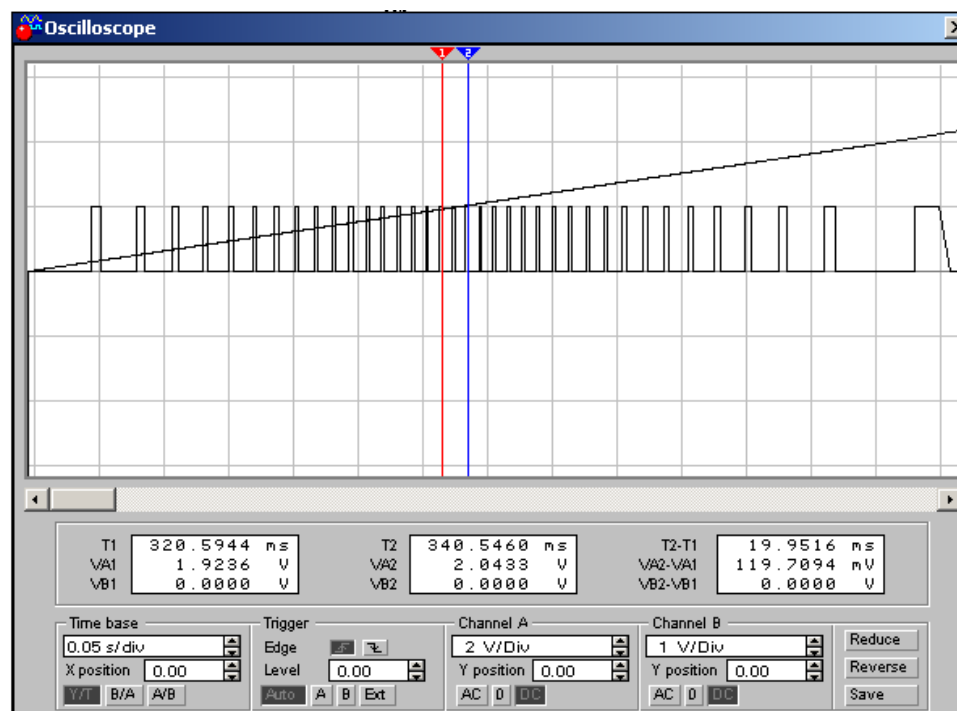 Oscilloscope
1 2
T1 320.5944 ms T2 340.5460 ms T2-T1 19.9516 ms
VA1 1.9236 V VA2 2.0433 V VA2-VA1 119.7094 mV
VB1 0.0000 V VB2 0.0000 V VB2-VB1 0.0000 V
Time base Trigger Channel A Channel B
0.05 s/div Edge 2 V/Div 1 V/Div Reduce
X position 0.00 Level 0.00 Y position 0.00 Y position 0.00 Reverse
Y/T B/A A/B Auto A B Ext AC 0 DC AC 0 DC Save